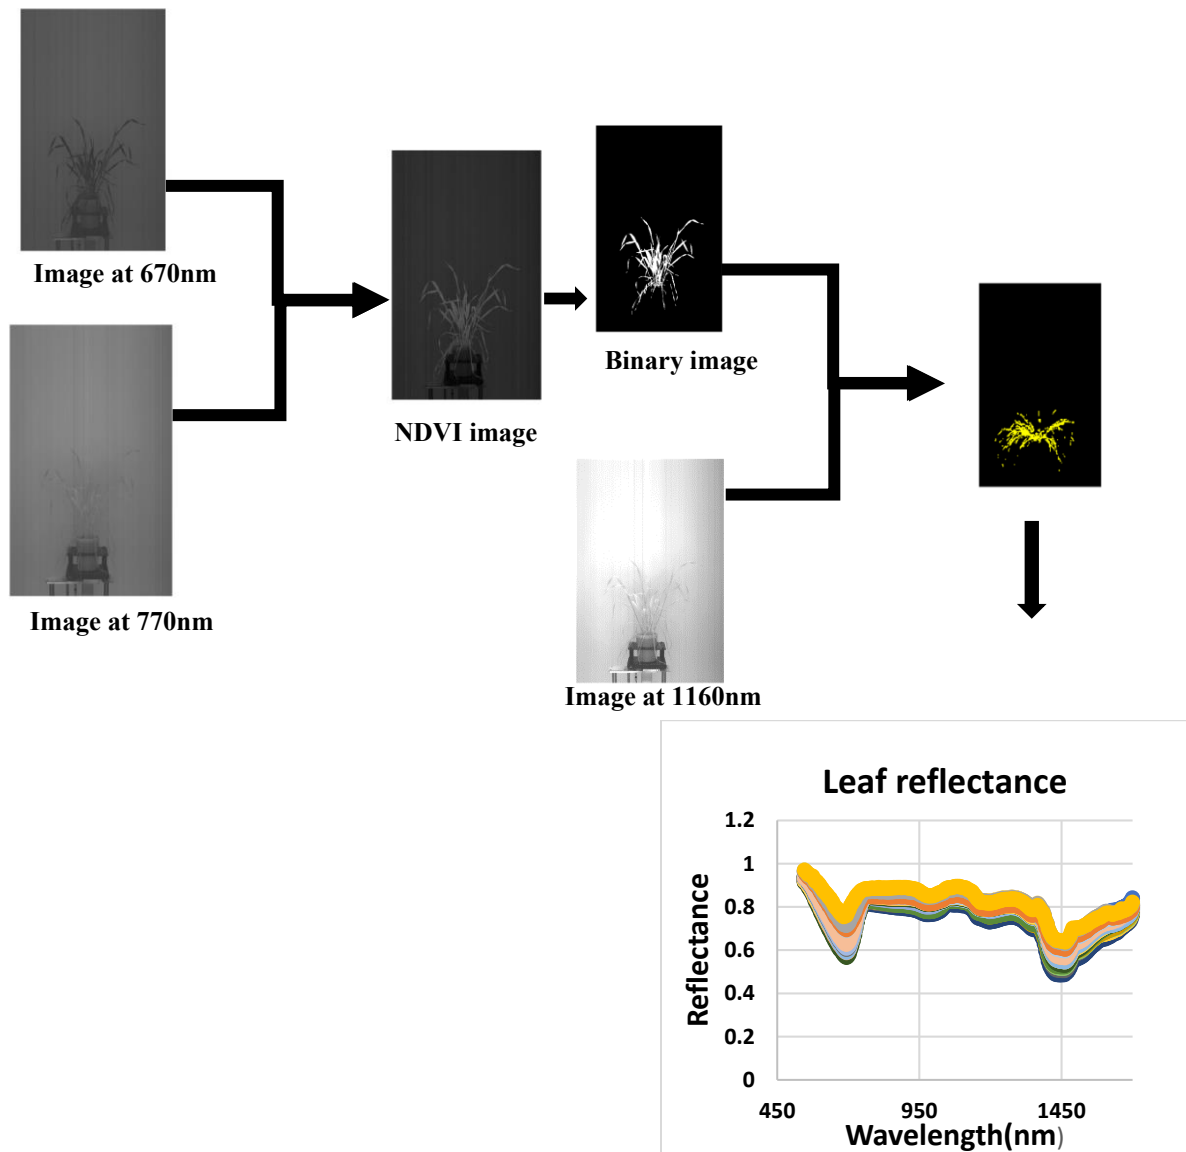 Image at 670nm
Image at 770nm
NDVI image
Binary image
Image at 1160nm
Leaf reflectance
Reflectance
1.2
1
0.8
0.6
0.4
0.2
0
450
950
1450
Wavelength(nm)